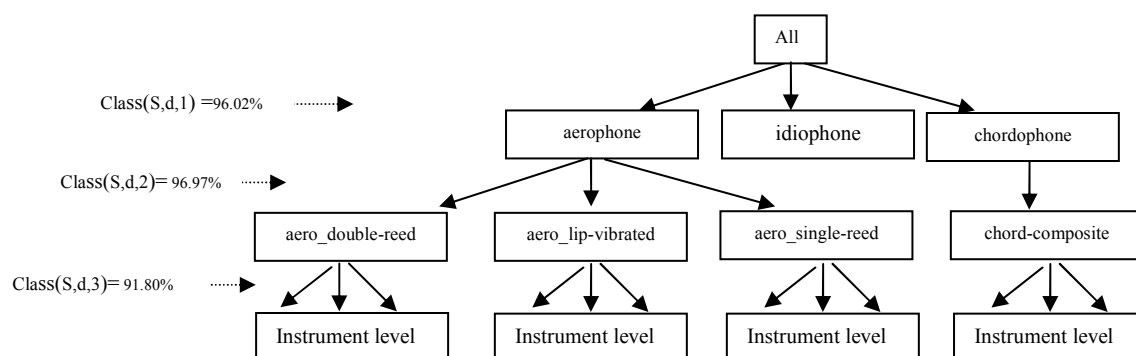 All
Class(S,d,1) =96.02%
aerophone
idiophone
chordophone
Class(S,d,2)= 96.97%
aero_double-reed
aero_lip-vibrated
aero_single-reed
chord-composite
Class(S,d,3)= 91.80%
Instrument level
Instrument level
Instrument level
Instrument level